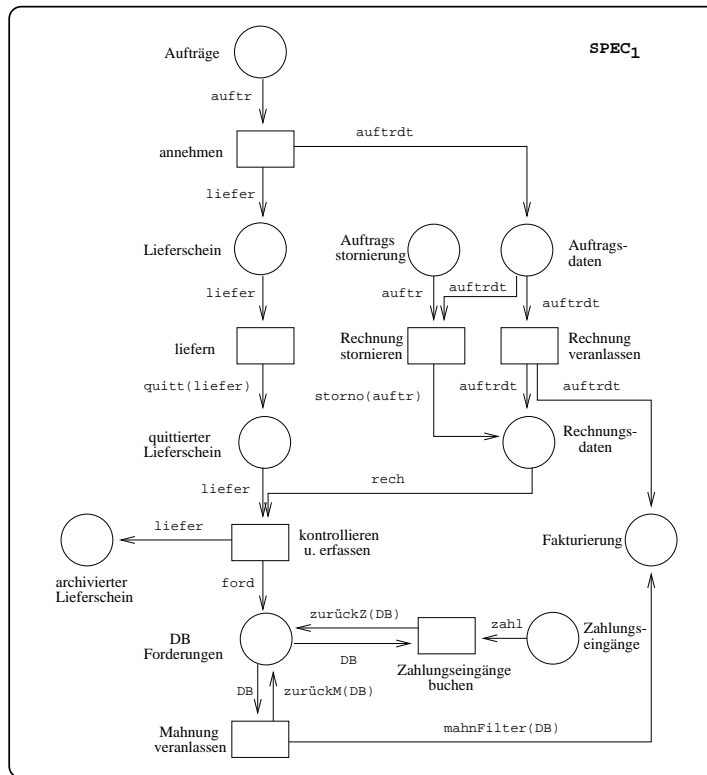 SPEC1
Aufträge
auftr
auftrdt
annehmen
liefer
Lieferschein
Auftrags
stornierung
Auftrags-
daten
liefer
auftr
auftrdt
auftrdt
liefern
Rechnung
stornieren
Rechnung
veranlassen
quitt(liefer)
storno(auftr)
auftrdt
auftrdt
quittierter
Lieferschein
Rechnungs-
daten
liefer
rech
liefer
kontrollieren
u. erfassen
Fakturierung
archivierter
Lieferschein
ford
zurückZ(DB)
zahl
DB
Forderungen
Zahlungs-
eingänge
DB
Zahlungseingänge
buchen
DB
zurückM(DB)
Mahnung
veranlassen
mahnFilter(DB)